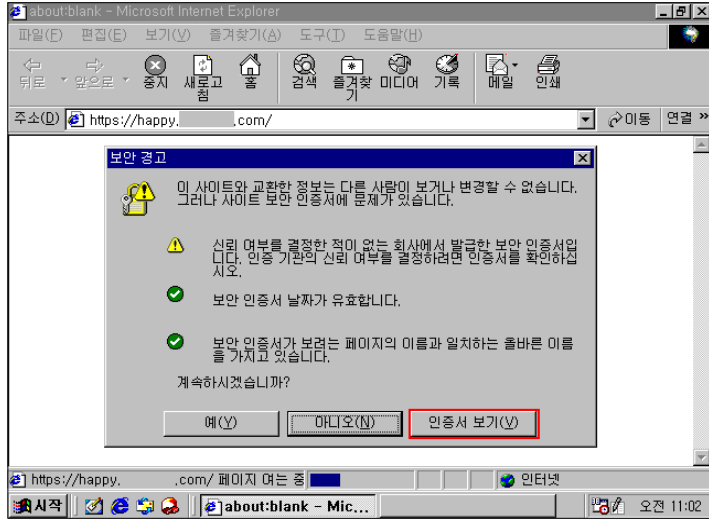 about:blank - Microsoft Internet Explorer
파일(F) 편집(E) 보기(V) 즐겨찾기(A) 도구(T) 도움말(H)
뒤로 앞으로 중지 새로고침 홈 검색 즐겨찾기 미디어 기록 메일 인쇄
주소(D) https://happy. .com/ 이동 연결 »
보안 경고
이 사이트와 교환한 정보는 다른 사람이 보거나 변경할 수 없습니다.
그러나 사이트 보안 인증서에 문제가 있습니다.
신뢰 여부를 결정한 적이 없는 회사에서 발급한 보안 인증서입
니다. 인증 기관의 신뢰 여부를 결정하려면 인증서를 확인하십
시오.
보안 인증서 날짜가 유효합니다.
보안 인증서가 보려는 페이지의 이름과 일치하는 올바른 이름
을 가지고 있습니다.
계속하시겠습니까?
예(Y) 아니오(N) 인증서 보기(V)
https://happy. .com/ 페이지 여는 중 인터넷
시작 about:blank - Mic... 오전 11:02